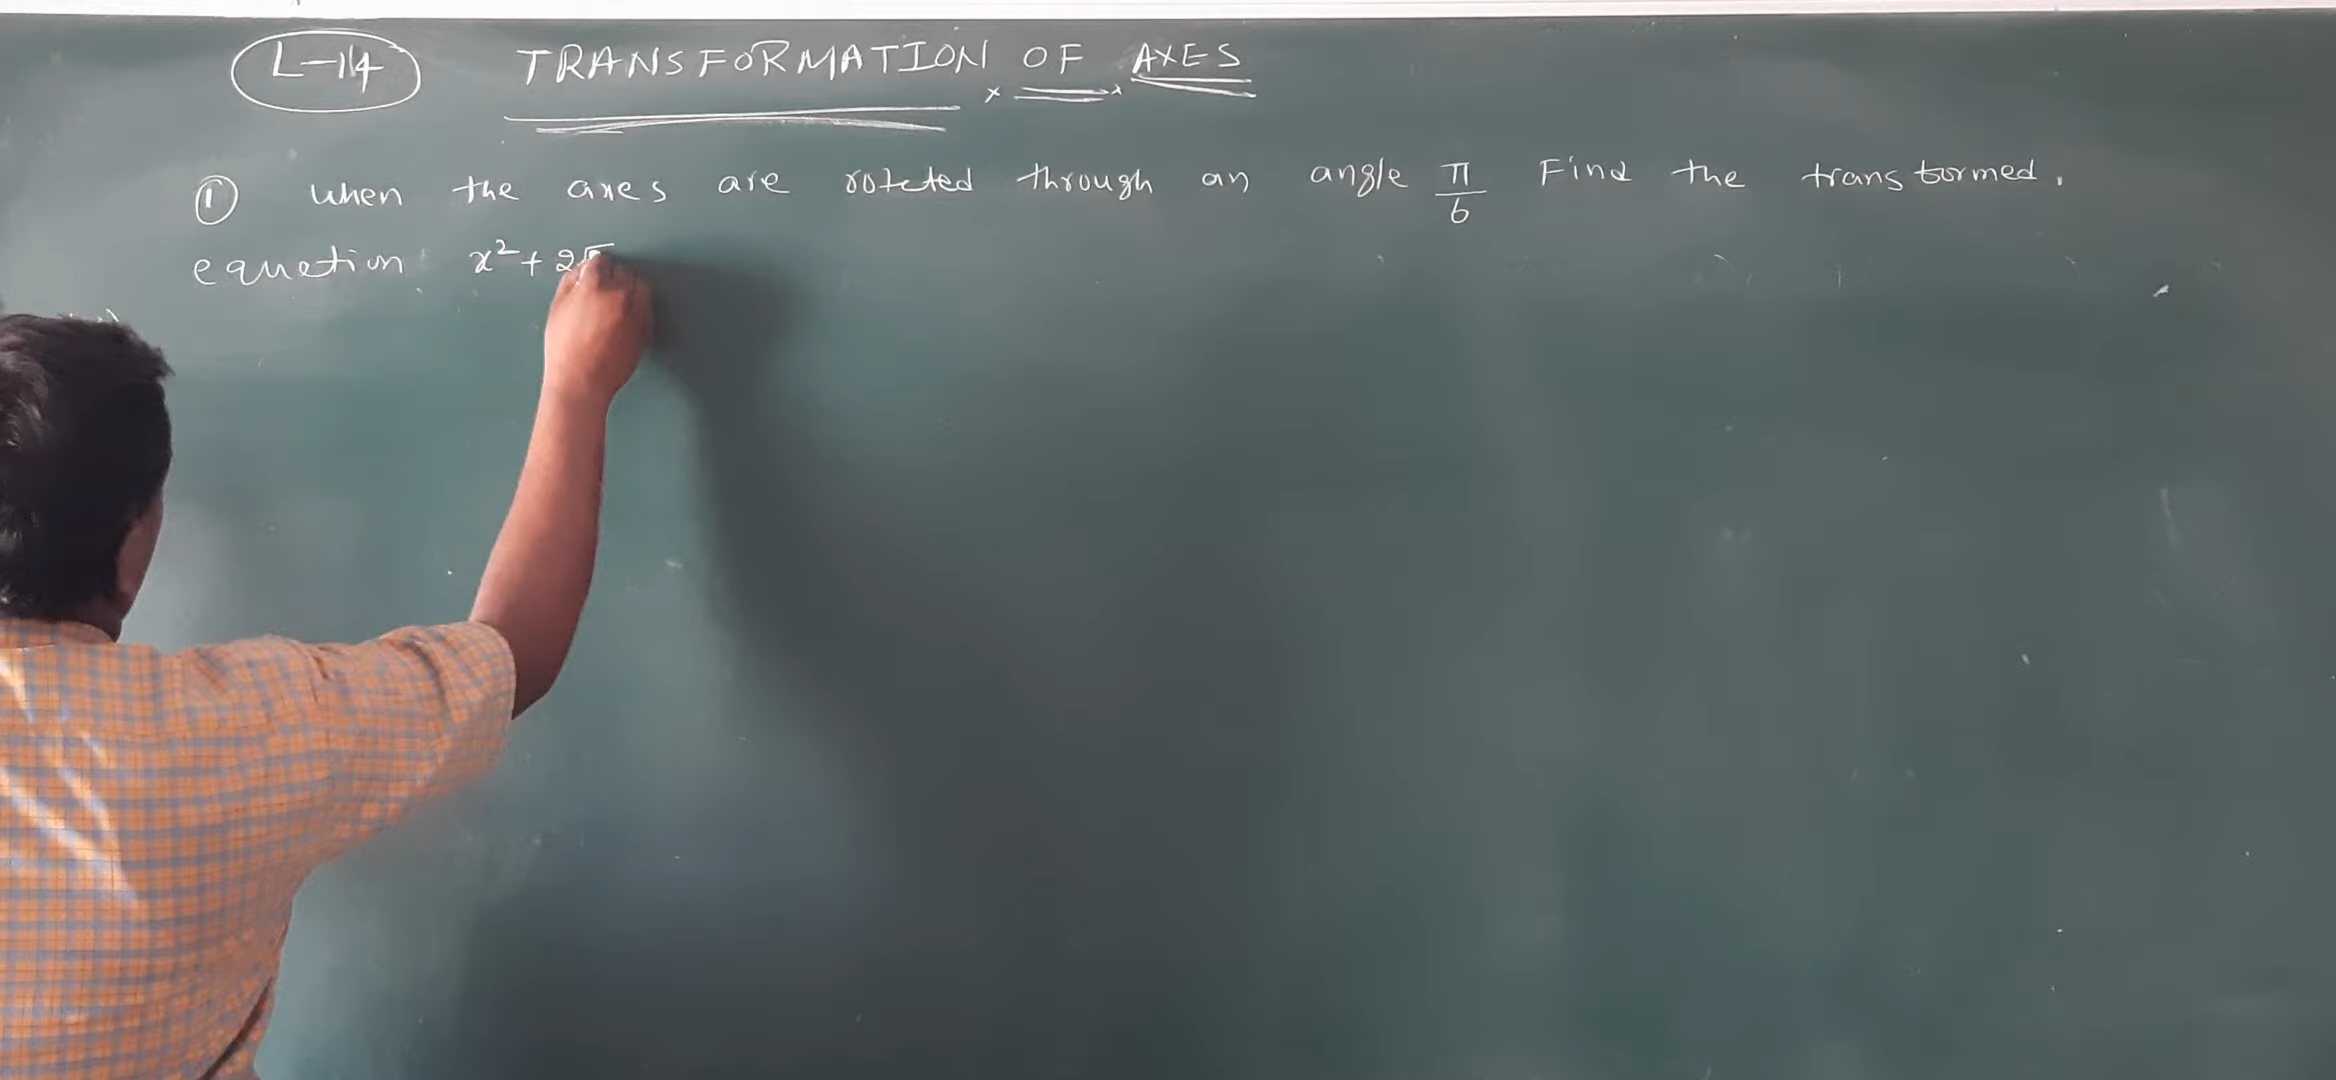 L-14 TRANSFORMATION OF AXES
① when the axes are rotated through an angle π/6 Find the transformed.
equation x² + 2√